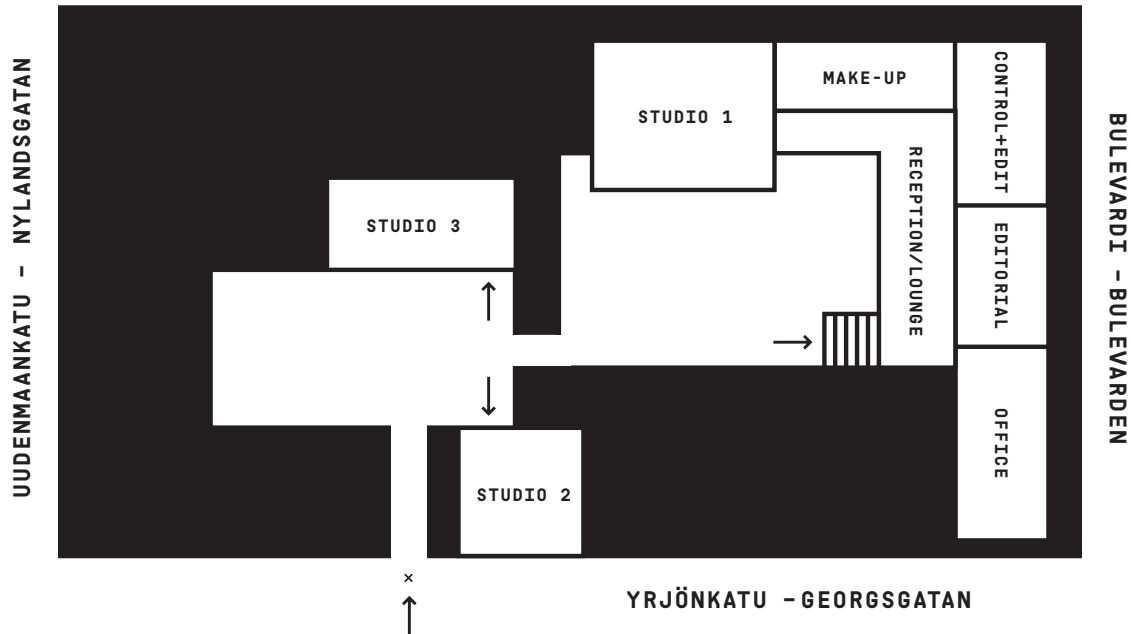 UUDENMAANKATU - NYLANDSGATAN
STUDIO 1
MAKE-UP
CONTROL+EDIT
STUDIO 3
RECEPTION/LOUNGE
EDITORIAL
OFFICE
STUDIO 2
BULEVARDI -BULEVARDEN
×
YRJÖNKATU -GEORGSGATAN